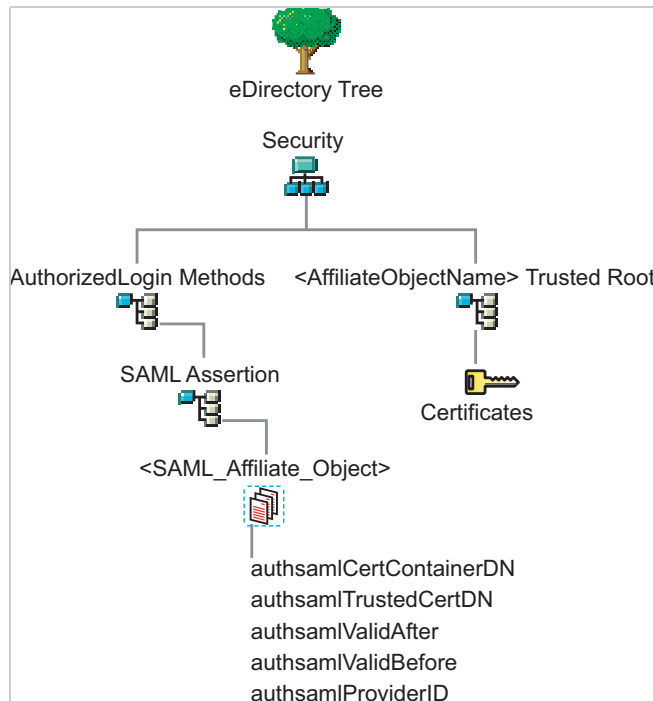 eDirectory Tree
Security
AuthorizedLogin Methods
<AffiliateObjectName> Trusted Root
SAML Assertion
Certificates
<SAML_Affiliate_Object>
authsamlCertContainerDN
authsamlTrustedCertDN
authsamlValidAfter
authsamlValidBefore
authsamlProviderID